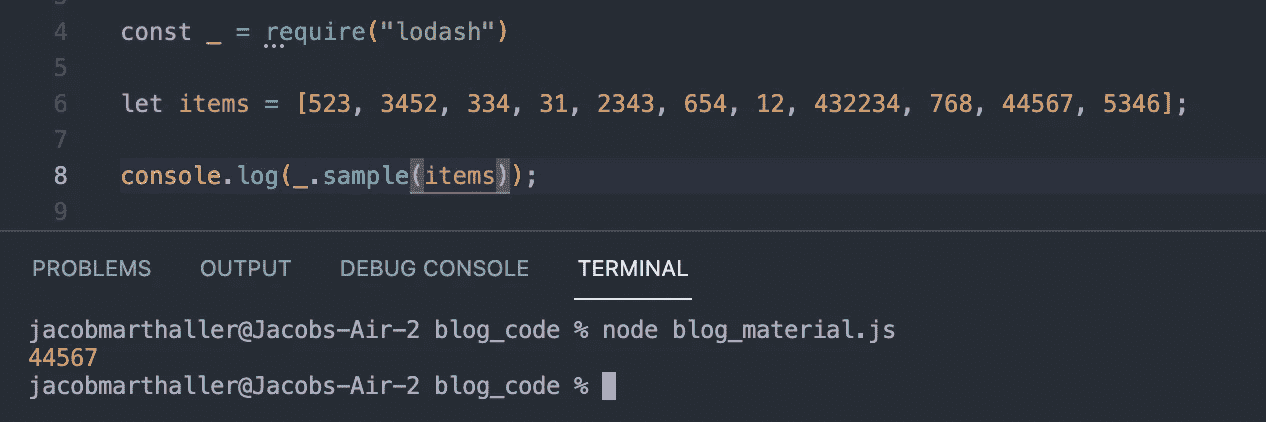 4 const _ = require("lodash")
5
6 let items = [523, 3452, 334, 31, 2343, 654, 12, 432234, 768, 44567, 5346];
7
8 console.log(_.sample(items));
9
PROBLEMS OUTPUT DEBUG CONSOLE TERMINAL
jacobmarthaller@Jacobs-Air-2 blog_code % node blog_material.js
44567
jacobmarthaller@Jacobs-Air-2 blog_code %